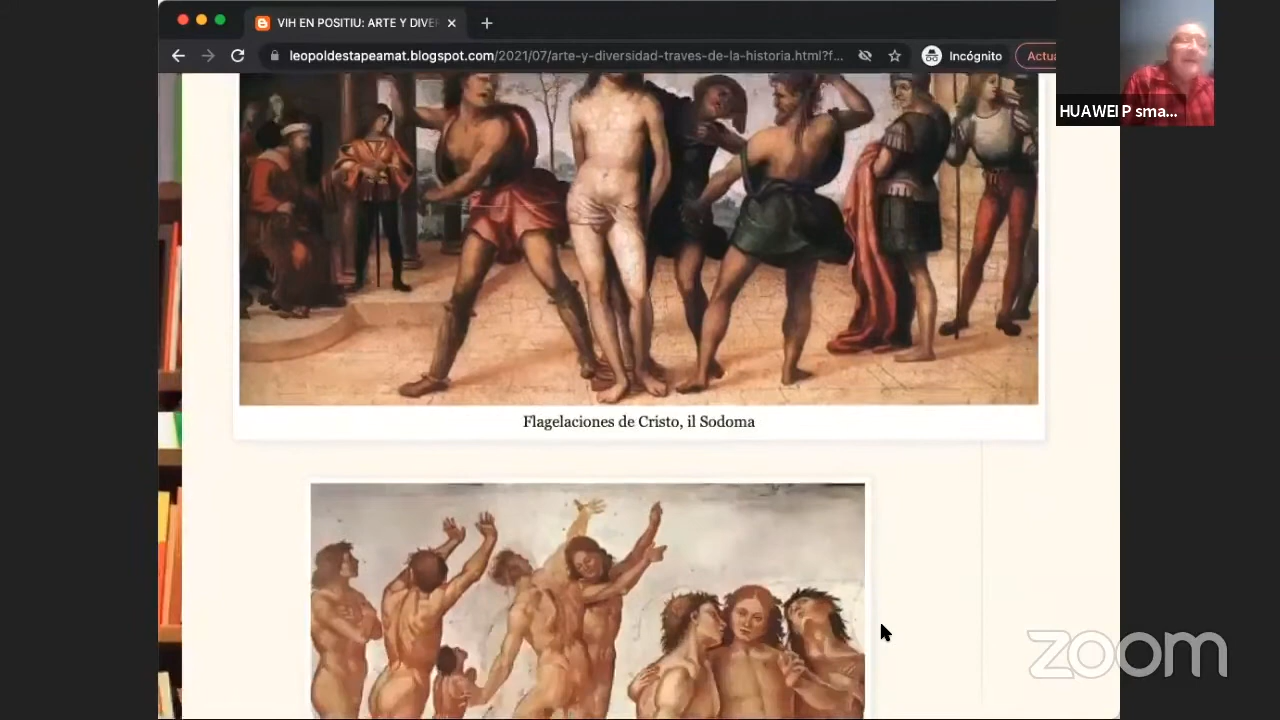 VIH EN POSITIU: ARTE Y DIVER
leopoldestapeamat.blogspot.com/2021/07/arte-y-diversidad-traves-de-la-historia.html?f...
Incógnito
Actua
HUAWEI P sma...
Flagelaciones de Cristo, il Sodoma
zoom